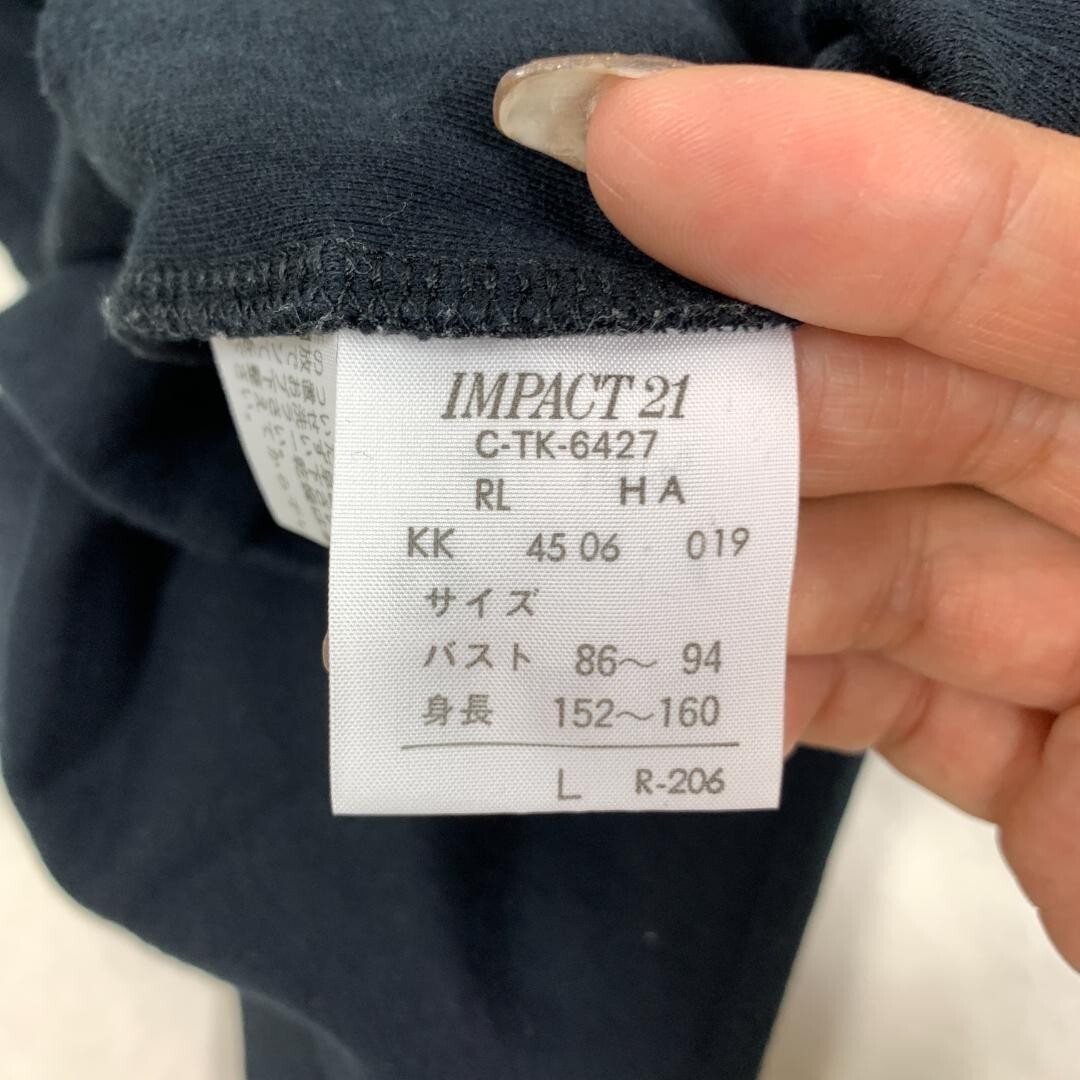 IMPACT 21
C-TK-6427
RL HA
KK 45 06 019
サイズ
バスト 86〜 94
身長 152〜160
L R-206